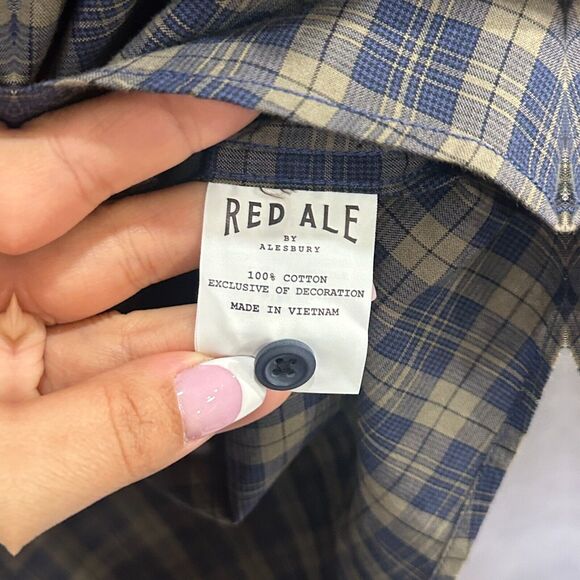 RED ALE
BY
ALESBURY
100% COTTON
EXCLUSIVE OF DECORATION
MADE IN VIETNAM